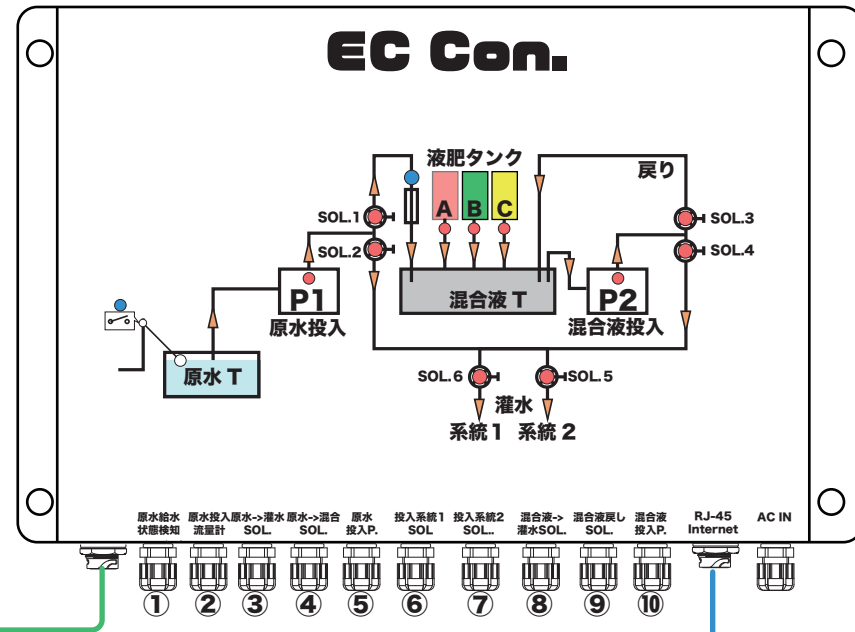 EC Con.
液肥タンク
戻り
A B C
SOL.1
SOL.3
SOL.2
SOL.4
P1
混合液 T
P2
原水投入
混合液投入
原水 T
SOL.6
SOL.5
灌水
系統 1 系統 2
原水給水 原水投入 原水->灌水 原水->混合 原水 投入系統1 投入系統2 混合液-> 混合液戻し 混合液 RJ-45 AC IN
状態検知 流量計 SOL. SOL. 投入P. SOL SOL.. 灌水SOL. SOL. 投入P. Internet
① ② ③ ④ ⑤ ⑥ ⑦ ⑧ ⑨ ⑩